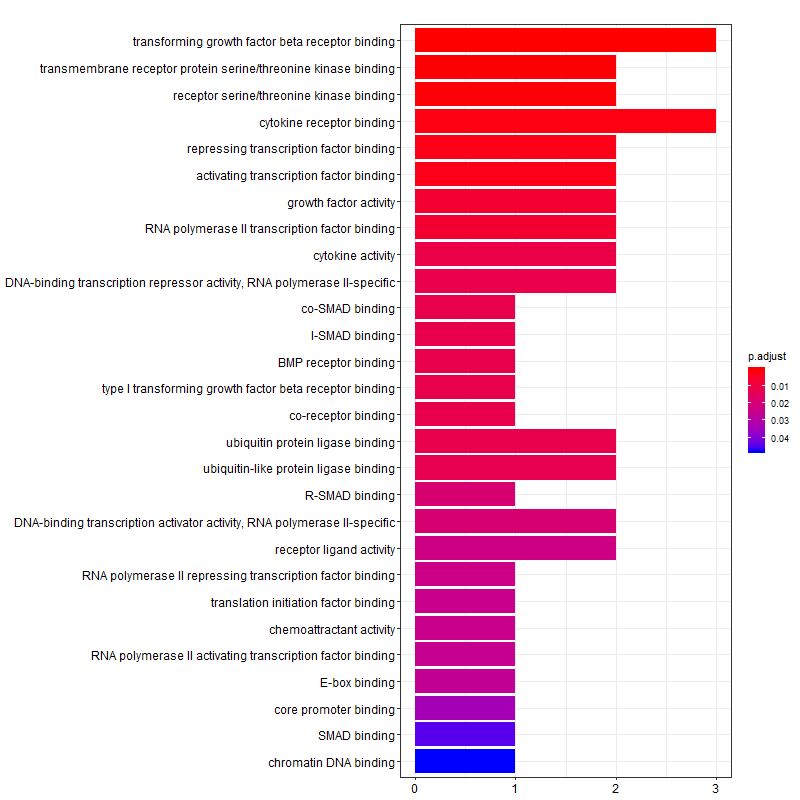 transforming growth factor beta receptor binding
transmembrane receptor protein serine/threonine kinase binding
receptor serine/threonine kinase binding
cytokine receptor binding
repressing transcription factor binding
activating transcription factor binding
growth factor activity
RNA polymerase II transcription factor binding
cytokine activity
DNA-binding transcription repressor activity, RNA polymerase II-specific
co-SMAD binding
I-SMAD binding
BMP receptor binding
type I transforming growth factor beta receptor binding
co-receptor binding
ubiquitin protein ligase binding
ubiquitin-like protein ligase binding
R-SMAD binding
DNA-binding transcription activator activity, RNA polymerase II-specific
receptor ligand activity
RNA polymerase II repressing transcription factor binding
translation initiation factor binding
chemoattractant activity
RNA polymerase II activating transcription factor binding
E-box binding
core promoter binding
SMAD binding
chromatin DNA binding
0 1 2 3
p.adjust
0.01
0.02
0.03
0.04